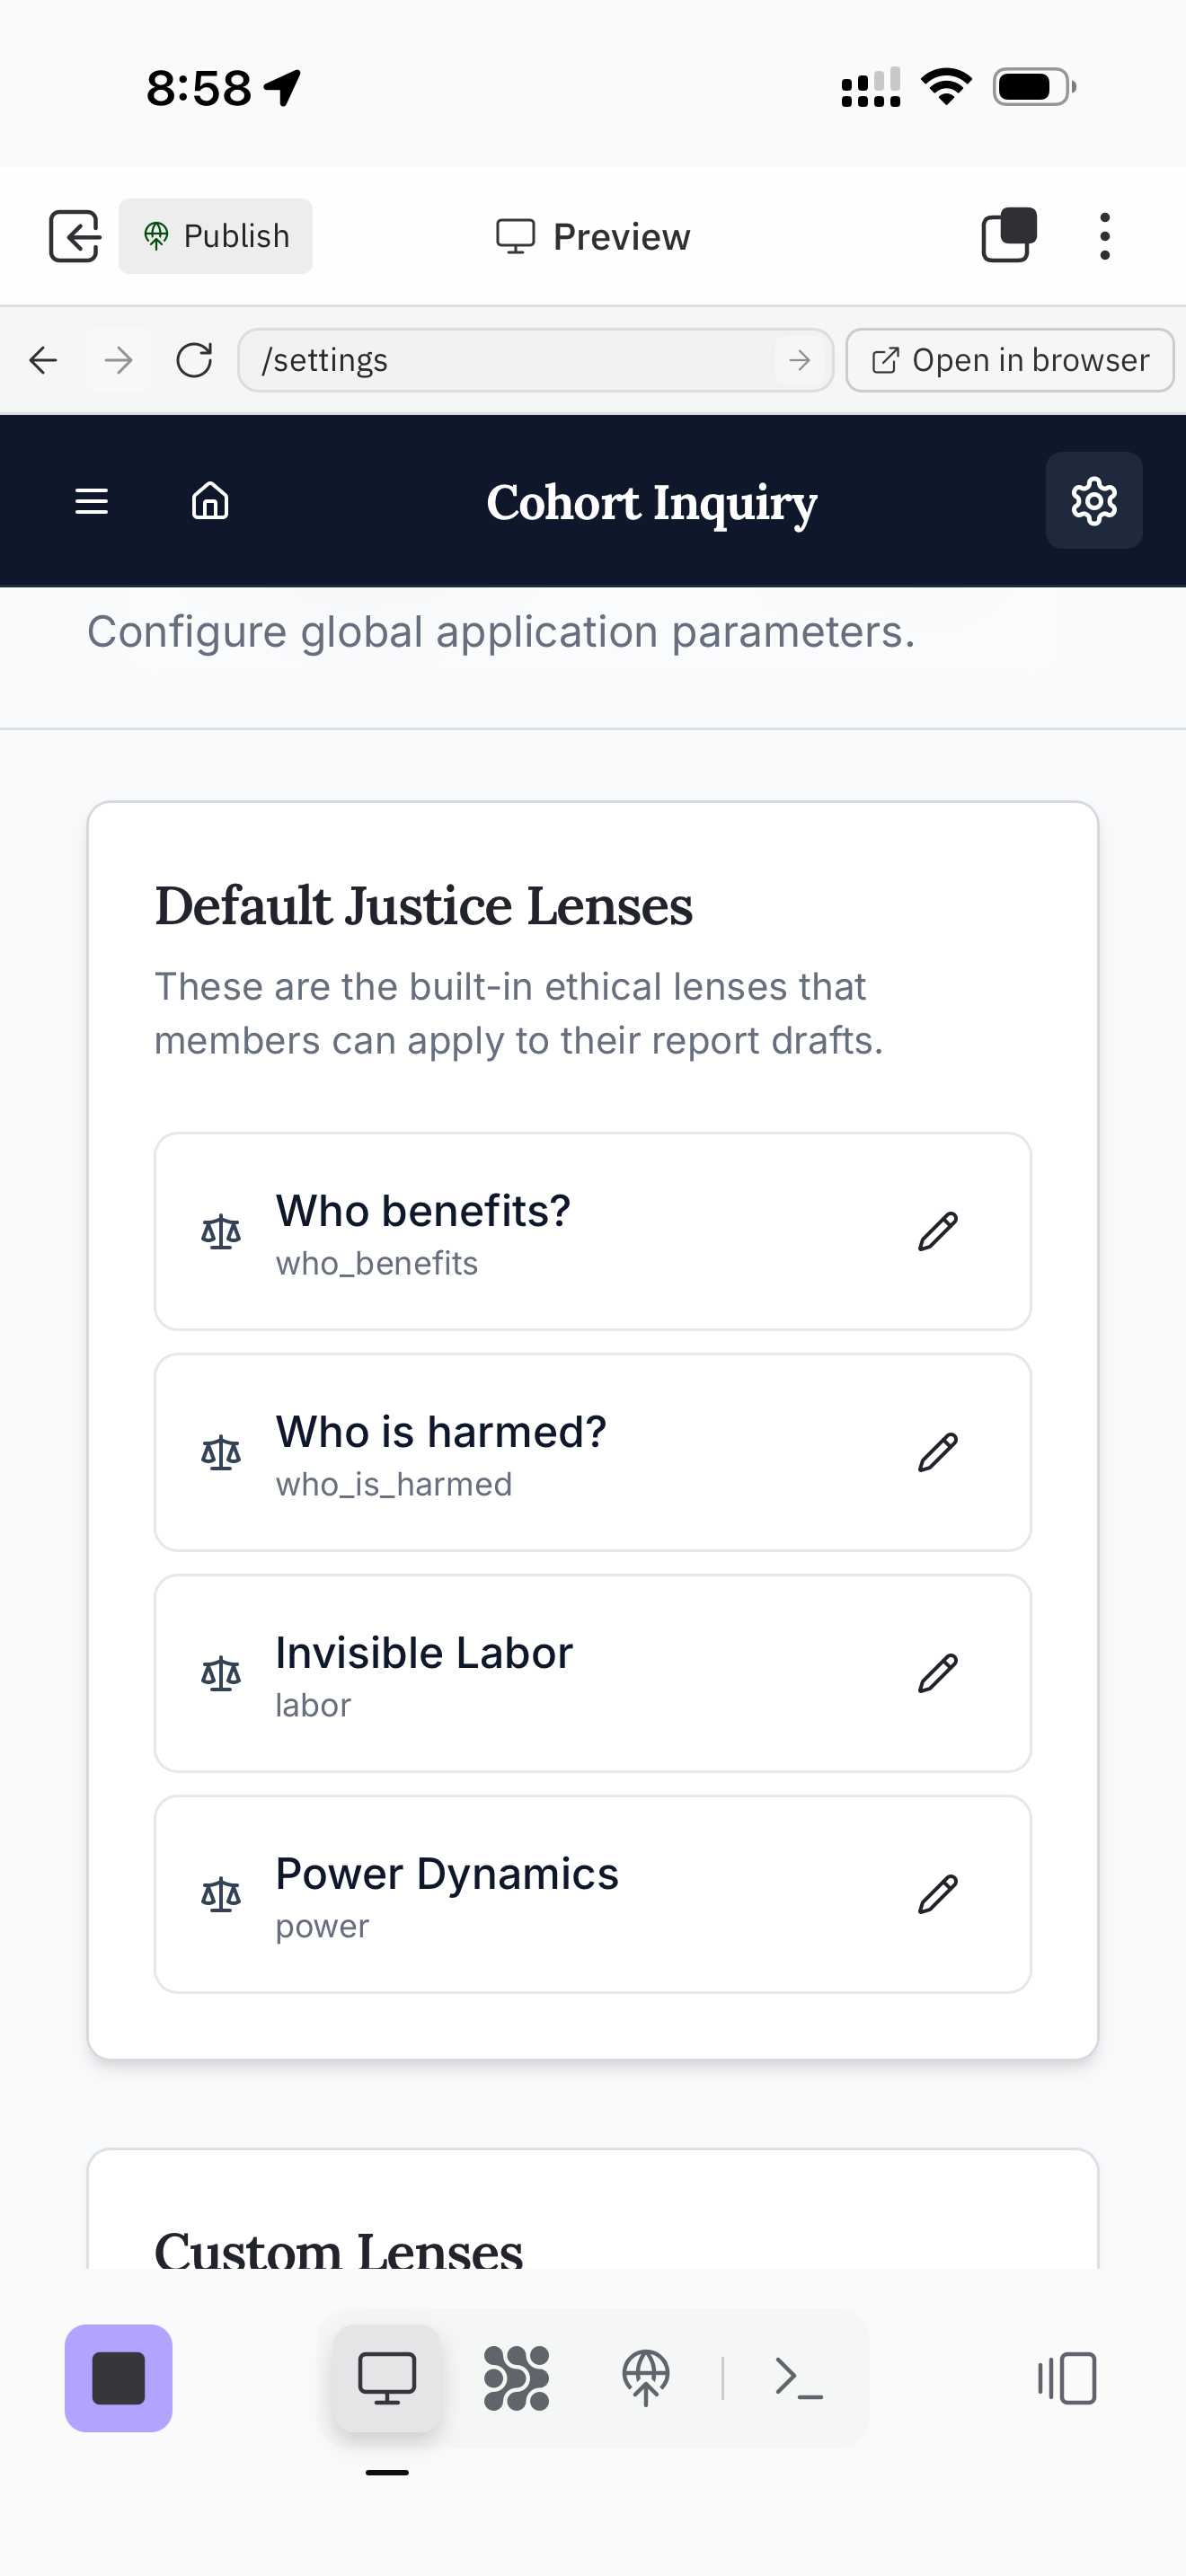 8:58
Publish
Preview
/settings
Open in browser
Cohort Inquiry
Configure global application parameters.
Default Justice Lenses
These are the built-in ethical lenses that
members can apply to their report drafts.
Who benefits?
who_benefits
Who is harmed?
who_is_harmed
Invisible Labor
labor
Power Dynamics
power
Custom Lenses